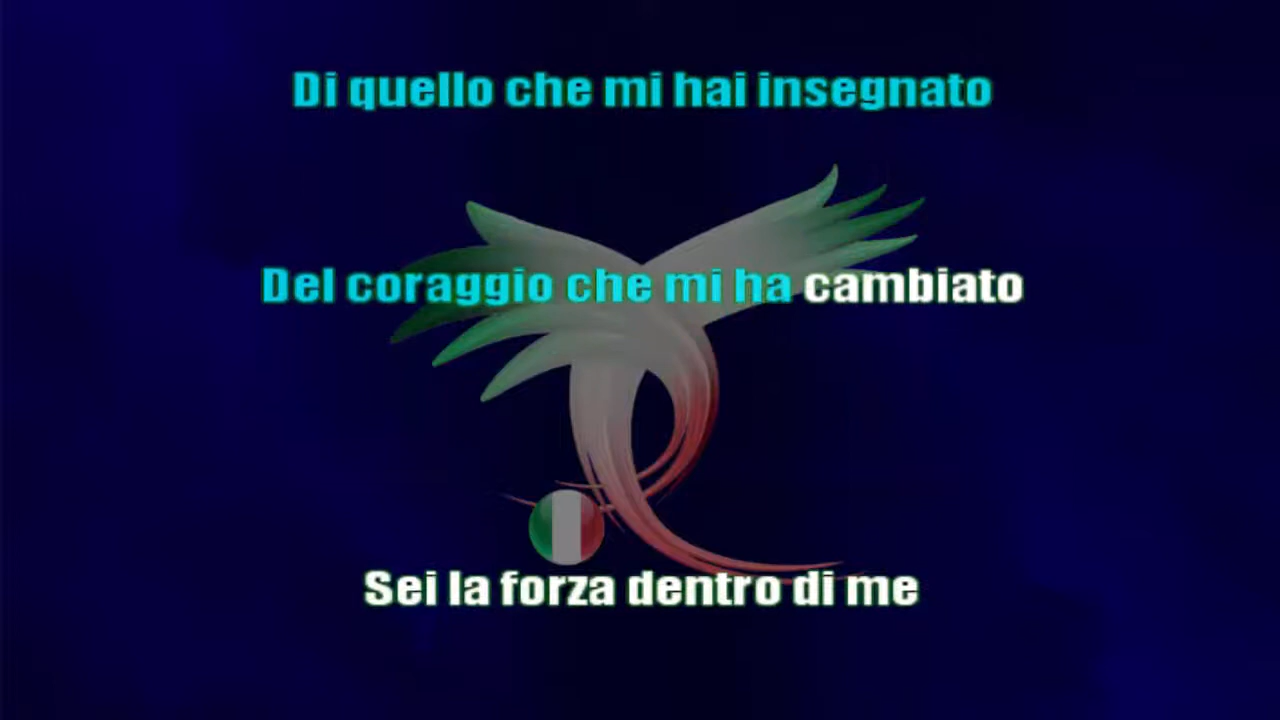 Di quello che mi hai insegnato
Del coraggio che mi ha cambiato
Sei la forza dentro di me